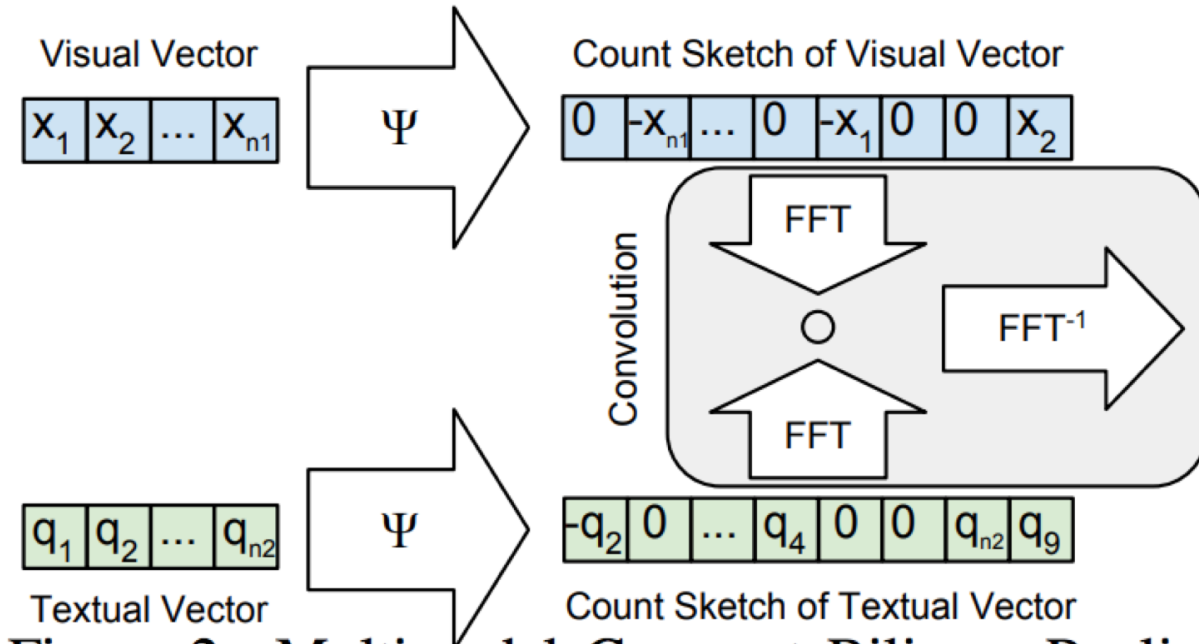 Visual Vector
Count Sketch of Visual Vector
x1 x2 ... xn1
Ψ
0 -xn1 ... 0 -x1 0 0 x2
FFT
Convolution
FFT-1
FFT
q1 q2 ... qn2
Ψ
-q2 0 ... q4 0 0 qn2 q9
Textual Vector
Count Sketch of Textual Vector